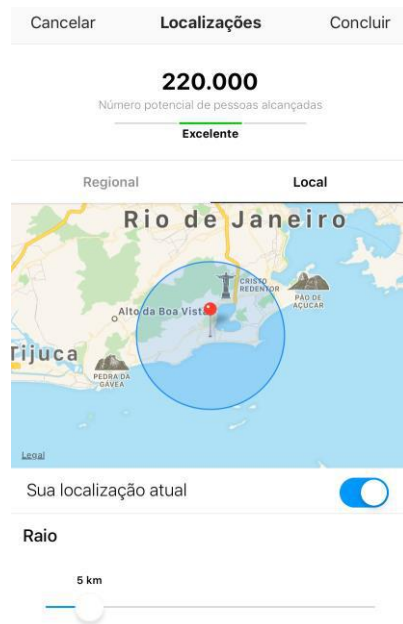 Cancelar Localizações Concluir
220.000
Número potencial de pessoas alcançadas
Excelente
Regional Local
Rio de Janeiro
CRISTO
REDENTOR
PÃO DE
AÇÚCAR
Alto da Boa Vista
Tijuca
PEDRA DA
GÁVEA
Legal
Sua localização atual
Raio
5 km